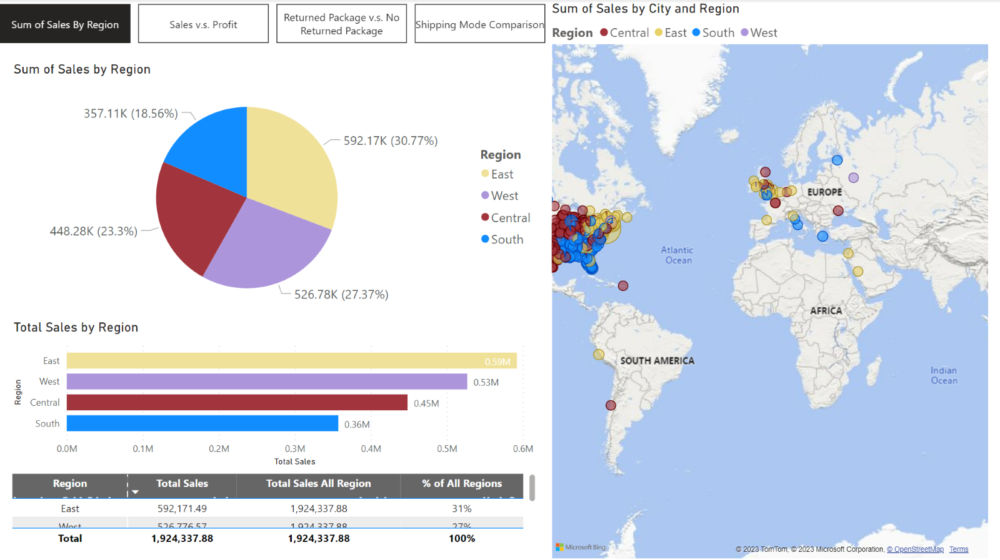 Sum of Sales By Region
Sales v.s. Profit
Returned Package v.s. No
Returned Package
Shipping Mode Comparison
Sum of Sales by Region
357.11K (18.56%)
592.17K (30.77%)
448.28K (23.3%)
526.78K (27.37%)
Region
East
West
Central
South
Total Sales by Region
Region
East
0.59M
West
0.53M
Central
0.45M
South
0.36M
0.0M 0.1M 0.2M 0.3M 0.4M 0.5M 0.6M
Total Sales
Region Total Sales Total Sales All Region % of All Regions
East 592,171.49 1,924,337.88 31%
West 526,776.57 1,924,337.88 27%
Total 1,924,337.88 1,924,337.88 100%
Sum of Sales by City and Region
Region Central East South West
EUROPE
Atlantic
Ocean
AFRICA
SOUTH AMERICA
Indian
Ocean
Microsoft Bing
© 2023 TomTom, © 2023 Microsoft Corporation, © OpenStreetMap Terms